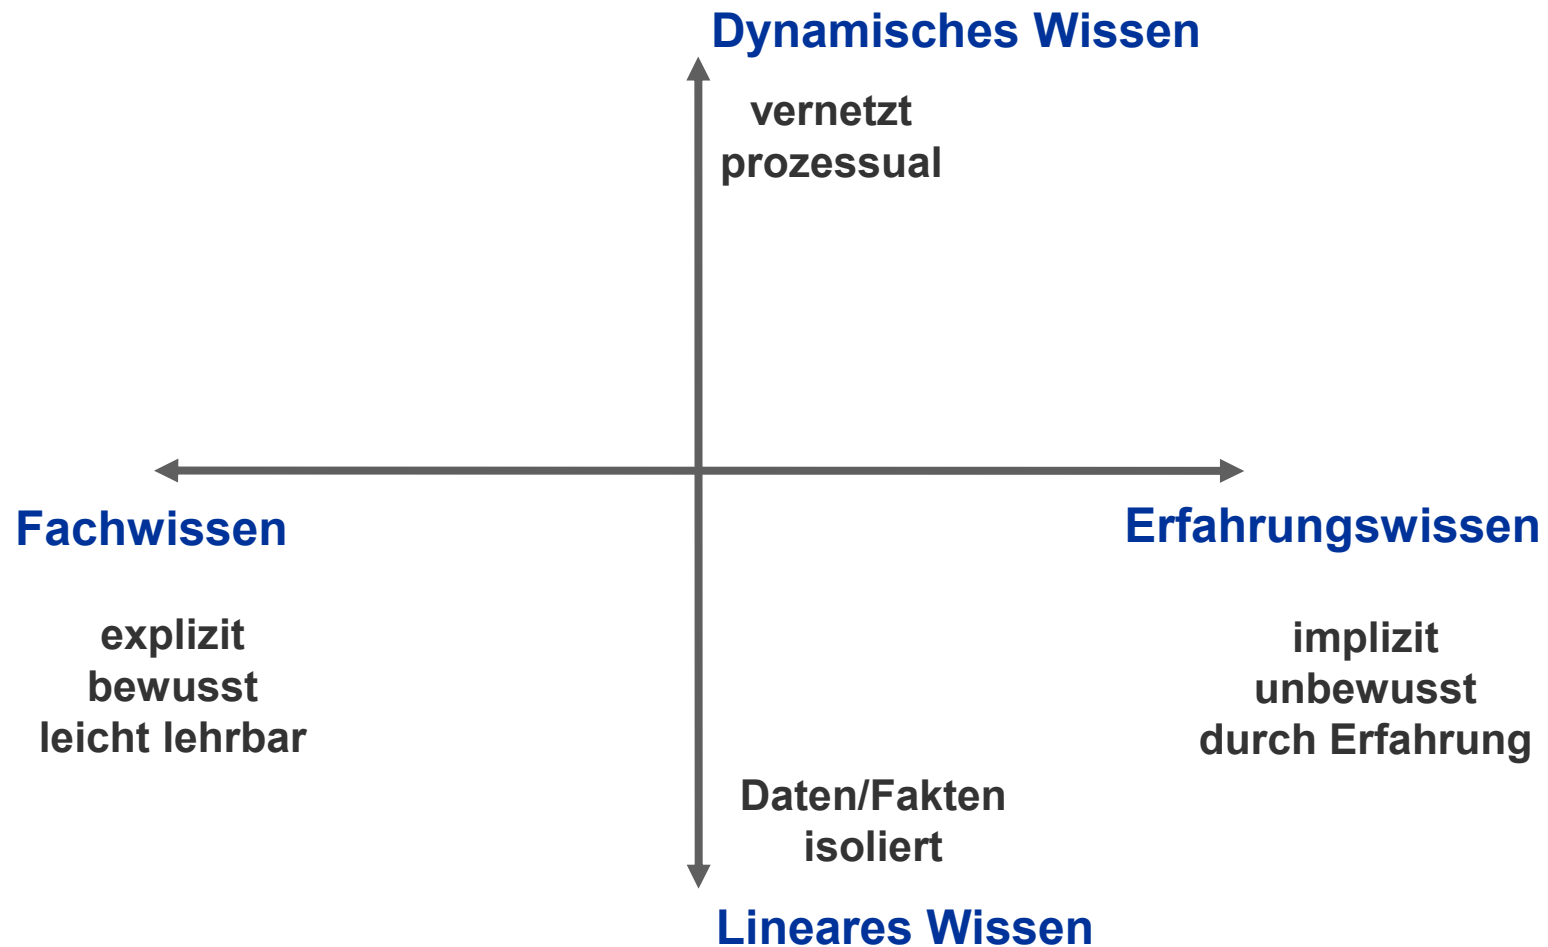 Dynamisches Wissen
vernetzt
prozessual
Fachwissen
explizit
bewusst
leicht lehrbar
Erfahrungswissen
implizit
unbewusst
durch Erfahrung
Daten/Fakten
isoliert
Lineares Wissen